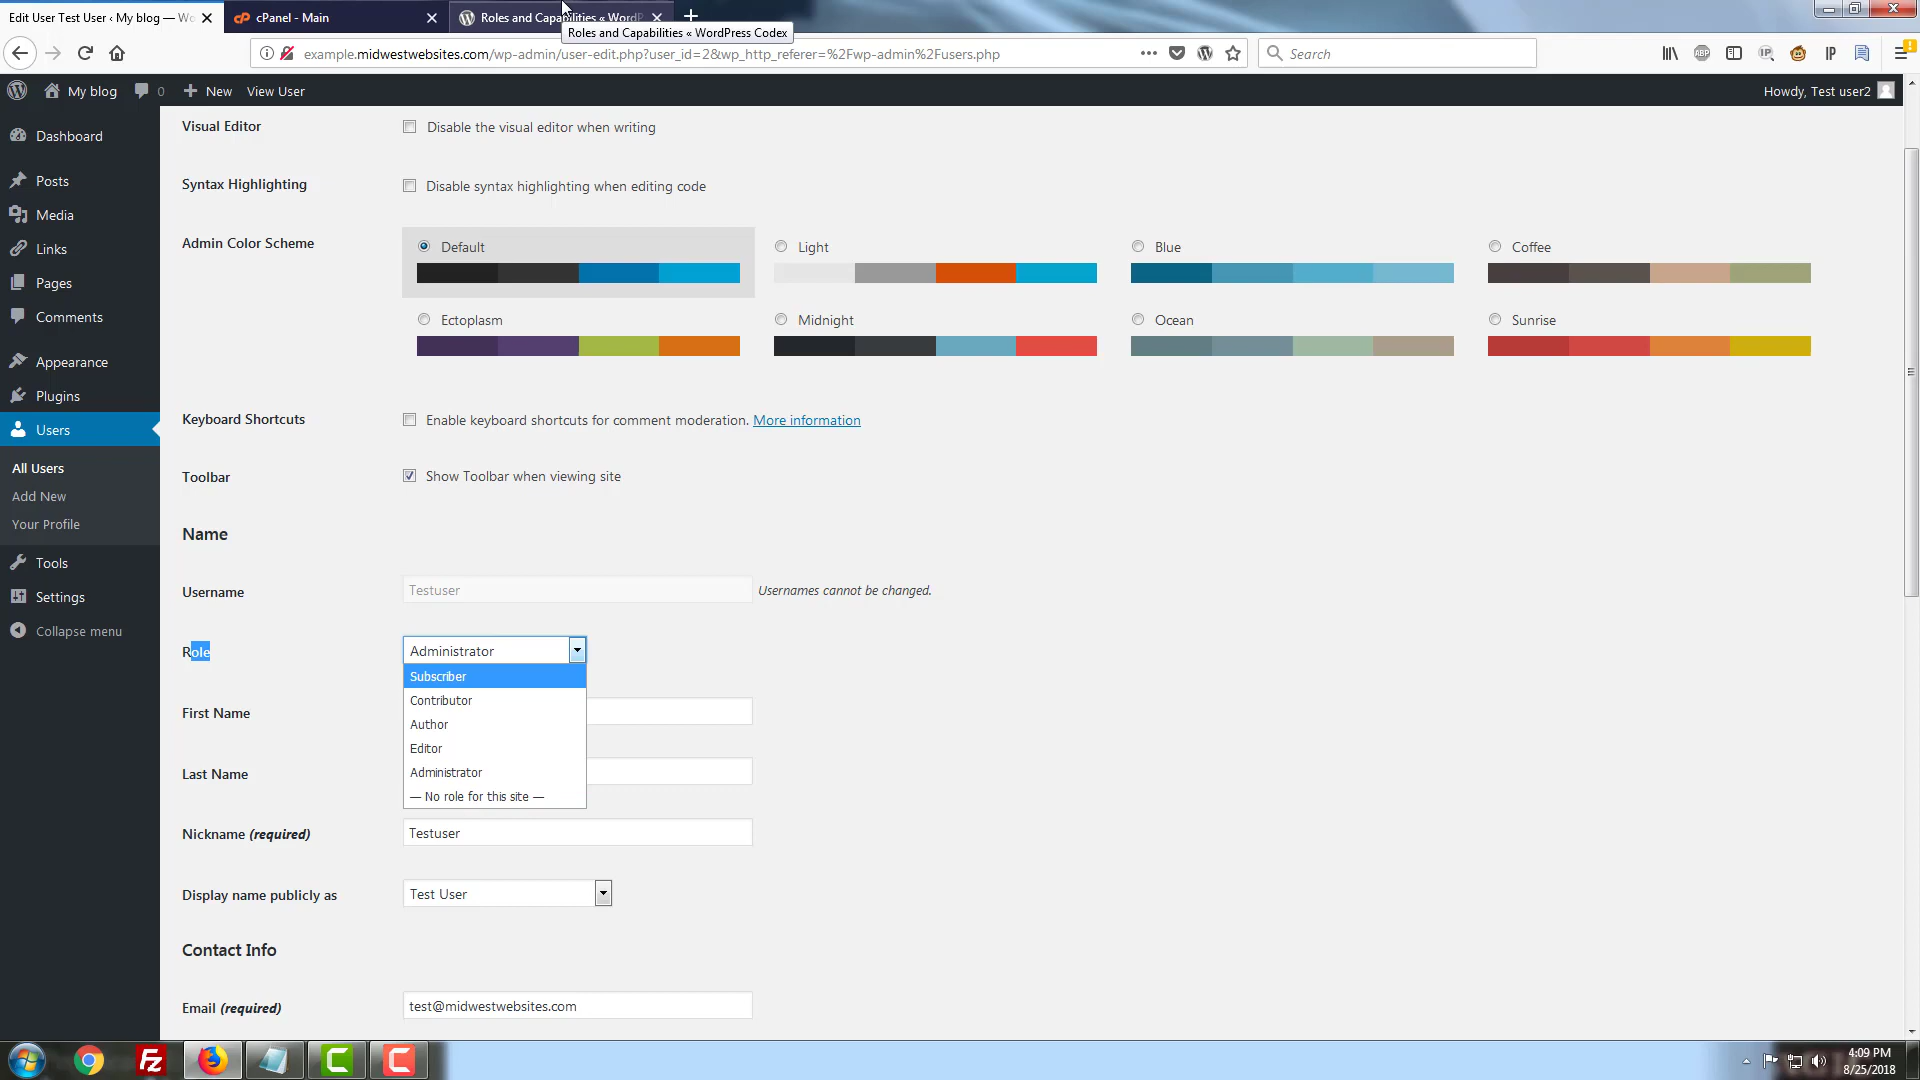 Edit User Test User ‹ My blog — Wo
cPanel - Main
Roles and Capabilities « WordP
Roles and Capabilities « WordPress Codex
example.midwestwebsites.com/wp-admin/user-edit.php?user_id=2&wp_http_referer=%2Fwp-admin%2Fusers.php
Search
My blog
0
New
View User
Howdy, Test user2
Dashboard
Posts
Media
Links
Pages
Comments
Appearance
Plugins
Users
All Users
Add New
Your Profile
Tools
Settings
Collapse menu
Visual Editor
Disable the visual editor when writing
Syntax Highlighting
Disable syntax highlighting when editing code
Admin Color Scheme
Default
Light
Blue
Coffee
Ectoplasm
Midnight
Ocean
Sunrise
Keyboard Shortcuts
Enable keyboard shortcuts for comment moderation. More information
Toolbar
Show Toolbar when viewing site
Name
Username
Testuser
Usernames cannot be changed.
Role
Administrator
Subscriber
Contributor
Author
Editor
Administrator
— No role for this site —
First Name
Last Name
Nickname (required)
Testuser
Display name publicly as
Test User
Contact Info
Email (required)
test@midwestwebsites.com
4:09 PM
8/25/2018